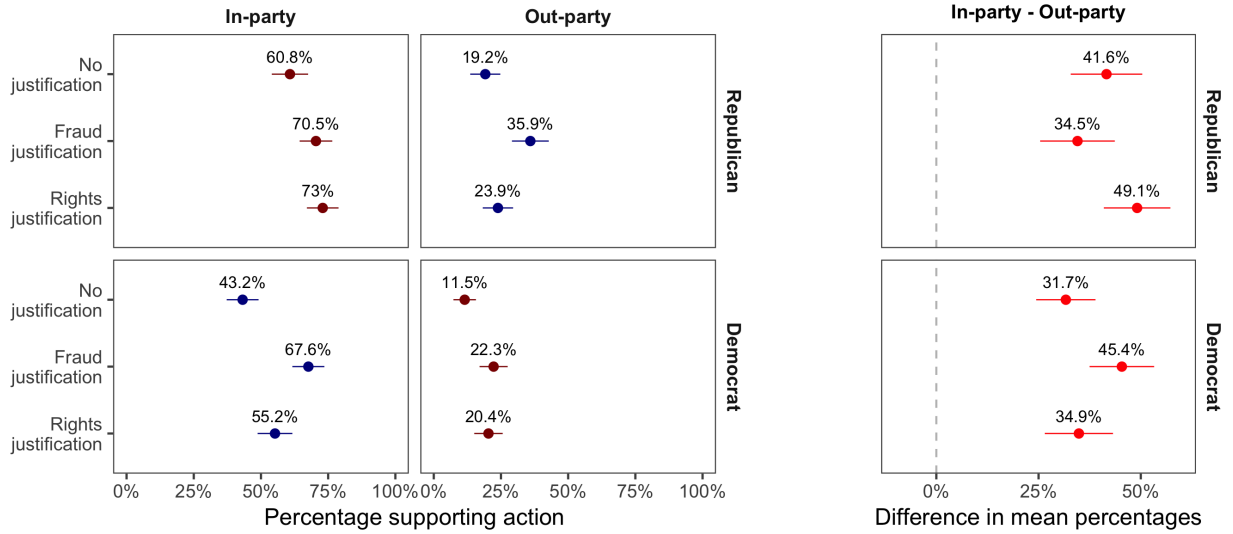 In-party
Out-party
In-party - Out-party
No
justification
60.8%
19.2%
41.6%
Fraud
justification
70.5%
35.9%
34.5%
Rights
justification
73%
23.9%
49.1%
Republican
Republican
No
justification
43.2%
11.5%
31.7%
Fraud
justification
67.6%
22.3%
45.4%
Rights
justification
55.2%
20.4%
34.9%
Democrat
Democrat
0% 25% 50% 75% 100% 0% 25% 50% 75% 100%
0% 25% 50%
Percentage supporting action
Difference in mean percentages